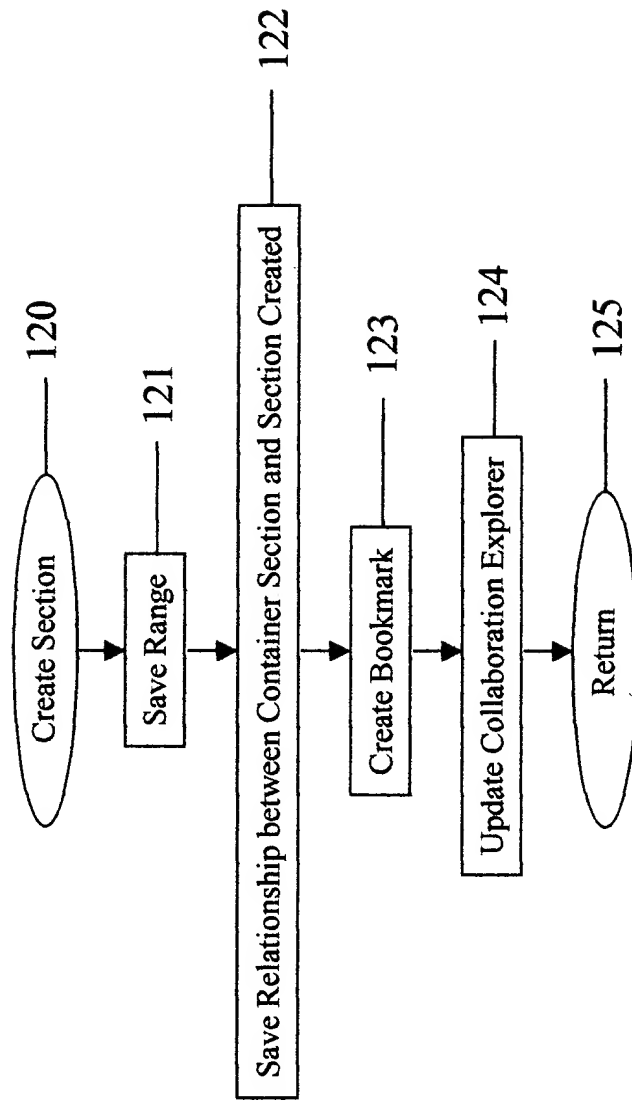 Create Section
120
Save Range
121
Save Relationship between Container Section and Section Created
122
Create Bookmark
123
Update Collaboration Explorer
124
Return
125